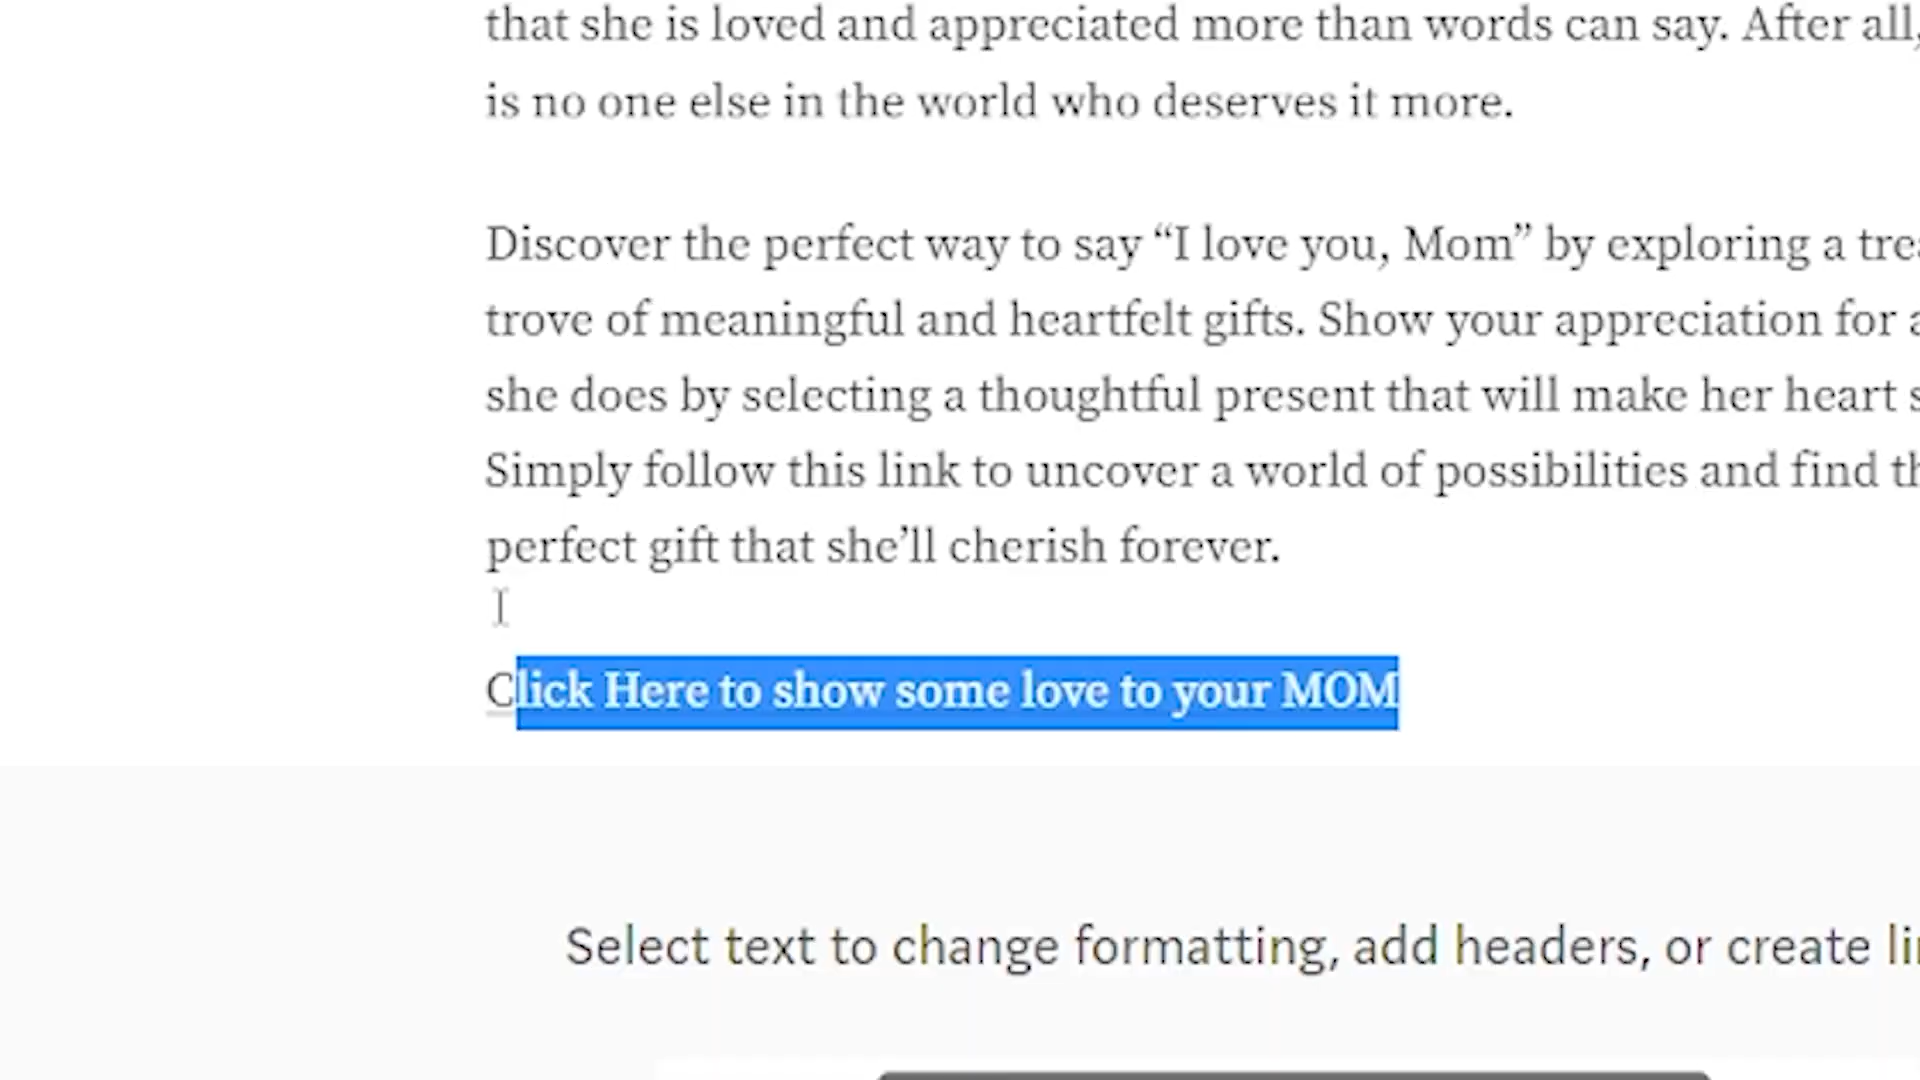 that she is loved and appreciated more than words can say. After all,
is no one else in the world who deserves it more.
Discover the perfect way to say “I love you, Mom” by exploring a
trove of meaningful and heartfelt gifts. Show your appreciation for
she does by selecting a thoughtful present that will make her heart
Simply follow this link to uncover a world of possibilities and find
perfect gift that she’ll cherish forever.
Click Here to show some love to your MOM
Select text to change formatting, add headers, or create